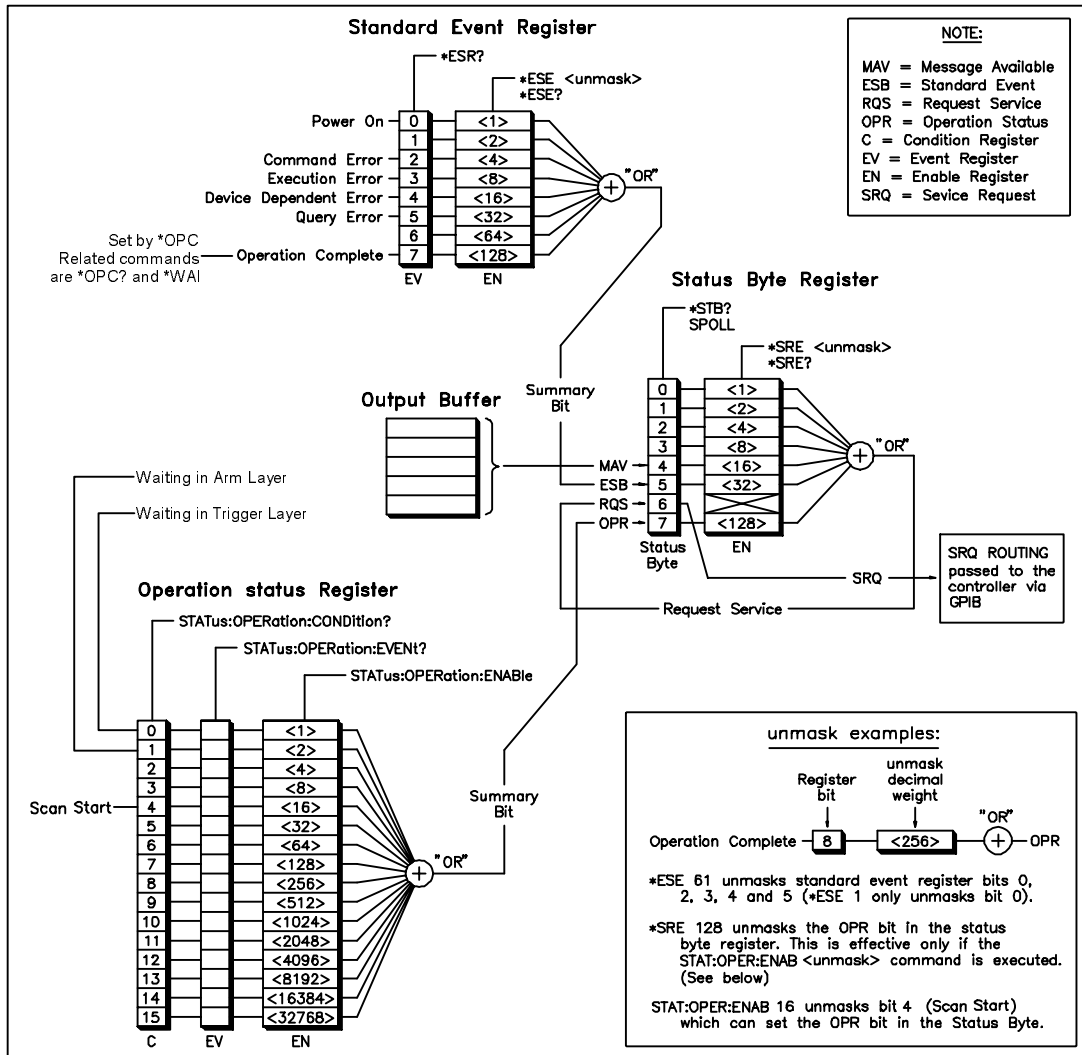 Standard Event Register
*ESR?
*ESE <unmask>
*ESE?
Power On
0
<1>
1
<2>
Command Error
2
<4>
Execution Error
3
<8>
Device Dependent Error
4
<16>
Query Error
5
<32>
6
<64>
Operation Complete
7
<128>
EV
EN
"OR"
Set by *OPC
Related commands
are *OPC? and *WAI
NOTE:
MAV = Message Available
ESB = Standard Event
RQS = Request Service
OPR = Operation Status
C = Condition Register
EV = Event Register
EN = Enable Register
SRQ = Sevice Request
Status Byte Register
*STB?
SPOLL
*SRE <unmask>
*SRE?
Summary
Bit
Output Buffer
0
<1>
1
<2>
2
<4>
3
<8>
MAV
4
<16>
ESB
5
<32>
RQS
6
OPR
7
<128>
Status
Byte
EN
"OR"
SRQ
Request Service
SRQ ROUTING
passed to the
controller via
GPIB
Waiting in Arm Layer
Waiting in Trigger Layer
Operation status Register
STATus:OPERation:CONDition?
STATus:OPERation:EVENt?
STATus:OPERation:ENABle
0
<1>
1
<2>
2
<4>
3
<8>
Scan Start
4
<16>
5
<32>
6
<64>
7
<128>
8
<256>
9
<512>
10
<1024>
11
<2048>
12
<4096>
13
<8192>
14
<16384>
15
<32768>
C
EV
EN
"OR"
Summary
Bit
unmask examples:
Register
bit
unmask
decimal
weight
"OR"
Operation Complete
8
<256>
OPR
*ESE 61 unmasks standard event register bits 0,
2, 3, 4 and 5 (*ESE 1 only unmasks bit 0).
*SRE 128 unmasks the OPR bit in the status
byte register. This is effective only if the
STAT:OPER:ENAB <unmask> command is executed.
(See below)
STAT:OPER:ENAB 16 unmasks bit 4 (Scan Start)
which can set the OPR bit in the Status Byte.